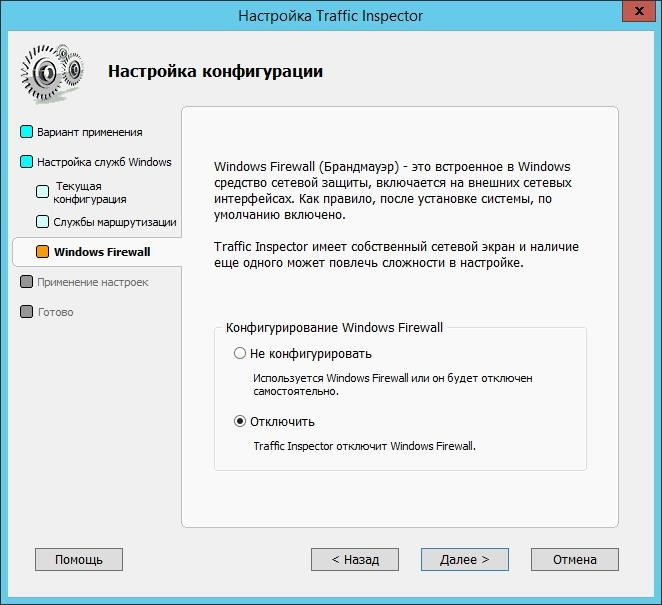 Настройка Traffic Inspector
x
Настройка конфигурации
Вариант применения
Настройка служб Windows
Текущая
конфигурация
Службы маршрутизации
Windows Firewall
Применение настроек
Готово
Windows Firewall (Брандмауэр) - это встроенное в Windows
средство сетевой защиты, включается на внешних сетевых
интерфейсах. Как правило, после установке системы, по
умолчанию включено.
Traffic Inspector имеет собственный сетевой экран и наличие
еще одного может повлечь сложности в настройке.
Конфигурирование Windows Firewall
Не конфигурировать
Используется Windows Firewall или он будет отключен
самостоятельно.
Отключить
Traffic Inspector отключит Windows Firewall.
Помощь
< Назад
Далее >
Отмена